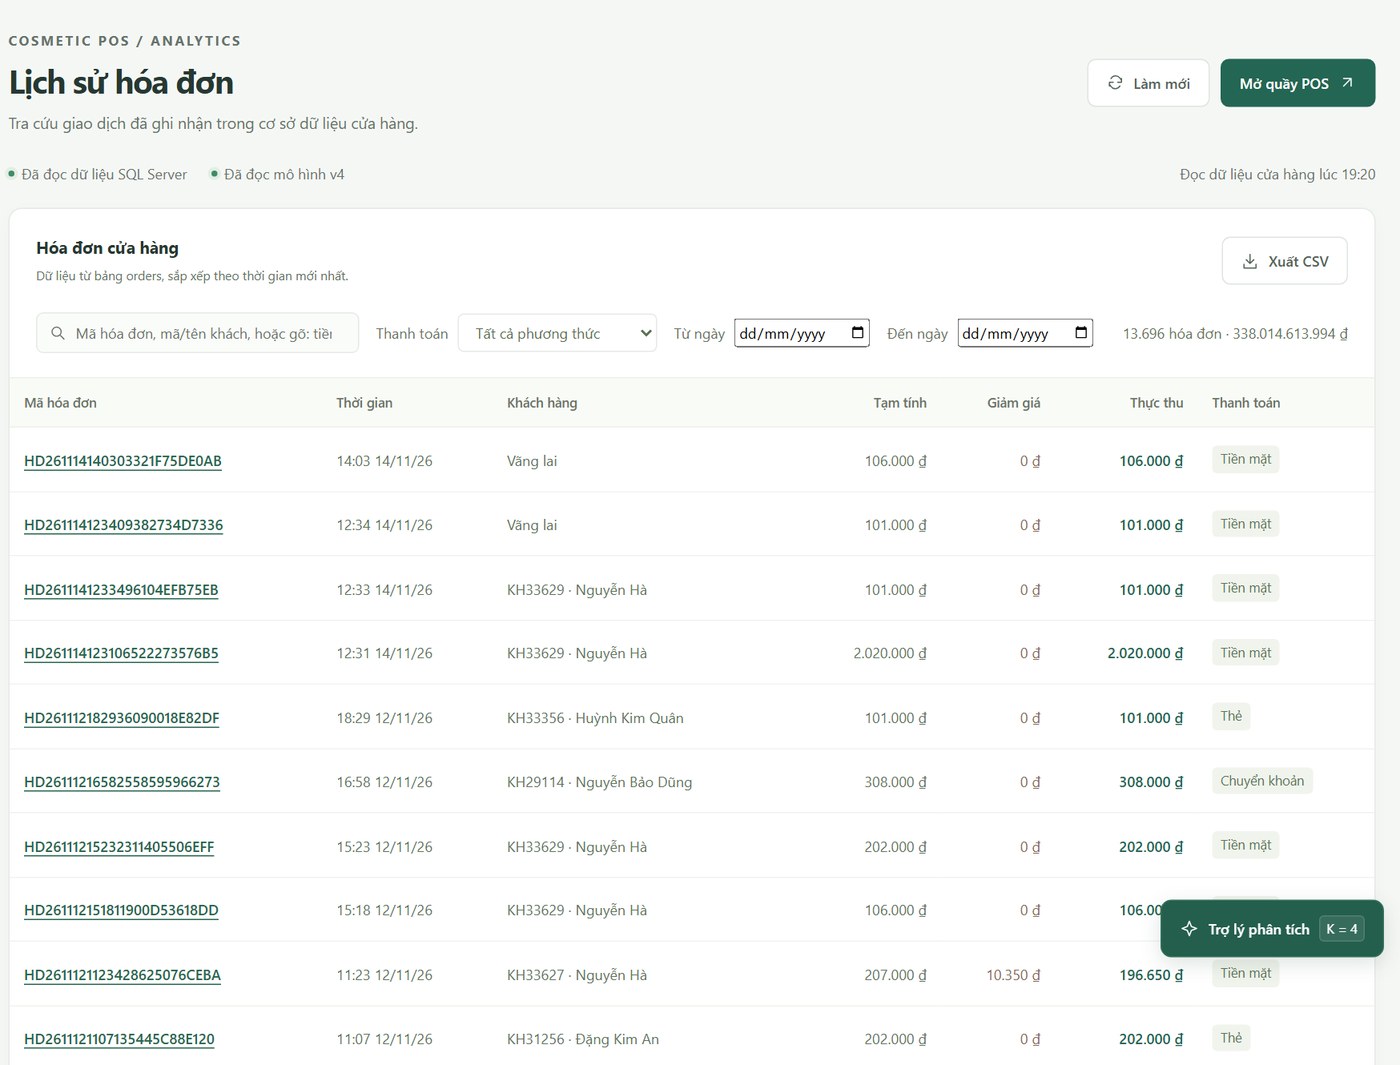 COSMETIC POS / ANALYTICS
Lịch sử hóa đơn
Tra cứu giao dịch đã ghi nhận trong cơ sở dữ liệu cửa hàng.
Làm mới
Mở quầy POS
Đã đọc dữ liệu SQL Server
Đã đọc mô hình v4
Đọc dữ liệu cửa hàng lúc 19:20
Hóa đơn cửa hàng
Dữ liệu từ bảng orders, sắp xếp theo thời gian mới nhất.
Xuất CSV
Mã hóa đơn, mã/tên khách, hoặc gõ: tiền Thanh toán Tất cả phương thức Từ ngày dd/mm/yyyy Đến ngày dd/mm/yyyy 13.696 hóa đơn · 338.014.613.994 ₫
Mã hóa đơn Thời gian Khách hàng Tạm tính Giảm giá Thực thu Thanh toán
HD261114140303321F75DE0AB 14:03 14/11/26 Vãng lai 106.000 ₫ 0 ₫ 106.000 ₫ Tiền mặt
HD261114123409382734D7336 12:34 14/11/26 Vãng lai 101.000 ₫ 0 ₫ 101.000 ₫ Tiền mặt
HD2611141233496104EFB75EB 12:33 14/11/26 KH33629 · Nguyễn Hà 101.000 ₫ 0 ₫ 101.000 ₫ Tiền mặt
HD261114123106522273576B5 12:31 14/11/26 KH33629 · Nguyễn Hà 2.020.000 ₫ 0 ₫ 2.020.000 ₫ Tiền mặt
HD261112182936090018E82DF 18:29 12/11/26 KH33356 · Huỳnh Kim Quân 101.000 ₫ 0 ₫ 101.000 ₫ Thẻ
HD26111216582558595966273 16:58 12/11/26 KH29114 · Nguyễn Bảo Dũng 308.000 ₫ 0 ₫ 308.000 ₫ Chuyển khoản
HD26111215232311405506EFF 15:23 12/11/26 KH33629 · Nguyễn Hà 202.000 ₫ 0 ₫ 202.000 ₫ Tiền mặt
HD261112151811900D53618DD 15:18 12/11/26 KH33629 · Nguyễn Hà 106.000 ₫ 0 ₫ 106.00
Trợ lý phân tích K = 4
HD2611121123428625076CEBA 11:23 12/11/26 KH33627 · Nguyễn Hà 207.000 ₫ 10.350 ₫ 196.650 ₫ Tiền mặt
HD2611121107135445C88E120 11:07 12/11/26 KH31256 · Đặng Kim An 202.000 ₫ 0 ₫ 202.000 ₫ Thẻ